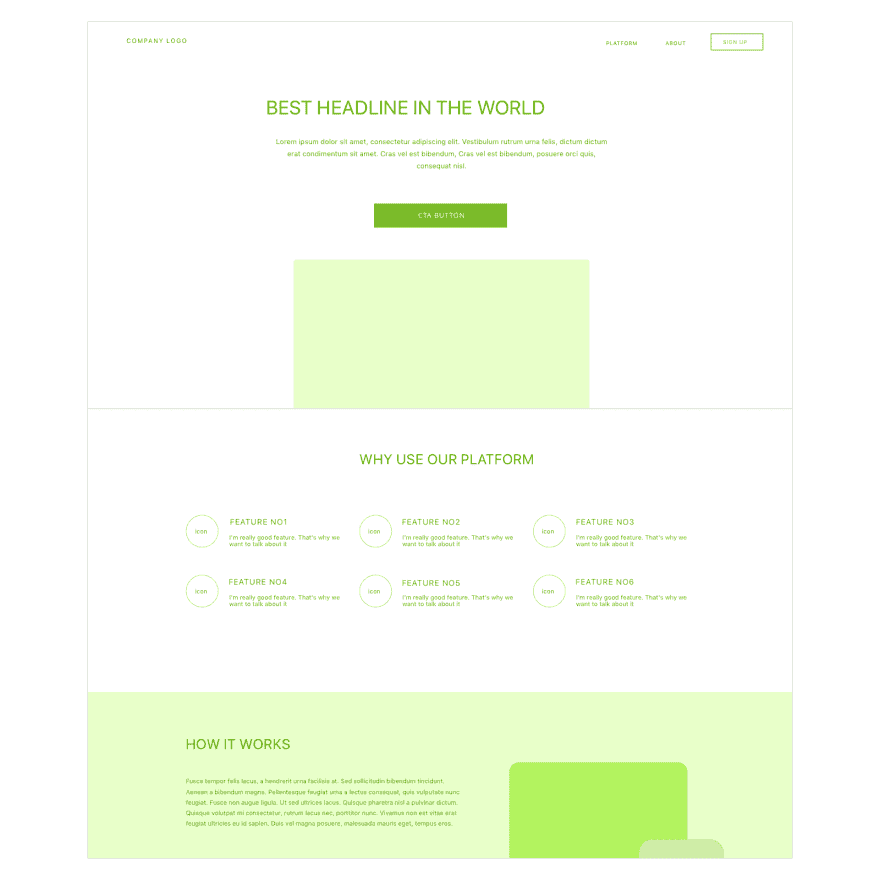 COMPANY LOGO
PLATFORM
ABOUT
SIGN UP
BEST HEADLINE IN THE WORLD
Lorem ipsum dolor sit amet, consectetur adipiscing elit. Vestibulum rutrum urna felis, dictum dictum
erat condimentum sit amet. Cras vel est bibendum, Cras vel est bibendum, posuere orci quis,
consequat nisl.
CTA BUTTON
WHY USE OUR PLATFORM
icon
FEATURE NO1
I'm really good feature. That's why we
want to talk about it
icon
FEATURE NO2
I'm really good feature. That's why we
want to talk about it
icon
FEATURE NO3
I'm really good feature. That's why we
want to talk about it
icon
FEATURE NO4
I'm really good feature. That's why we
want to talk about it
icon
FEATURE NO5
I'm really good feature. That's why we
want to talk about it
icon
FEATURE NO6
I'm really good feature. That's why we
want to talk about it
HOW IT WORKS
Fusce tempor felis lacus, a hendrerit urna facilisis at. Sed sollicitudin bibendum tincidunt.
Aenean a bibendum magna. Pellentesque feugiat urna a lectus consequat, quis vulputate nunc
feugiat. Fusce non augue ligula. Ut sed ultrices lacus. Quisque pharetra nisl a pulvinar dictum.
Quisque volutpat mi consectetur, rutrum lacus nec, porttitor nunc. Vivamus non est vitae erat
feugiat ultricies eu id sapien. Duis vel magna posuere, malesuada mauris eget, tempus eros.